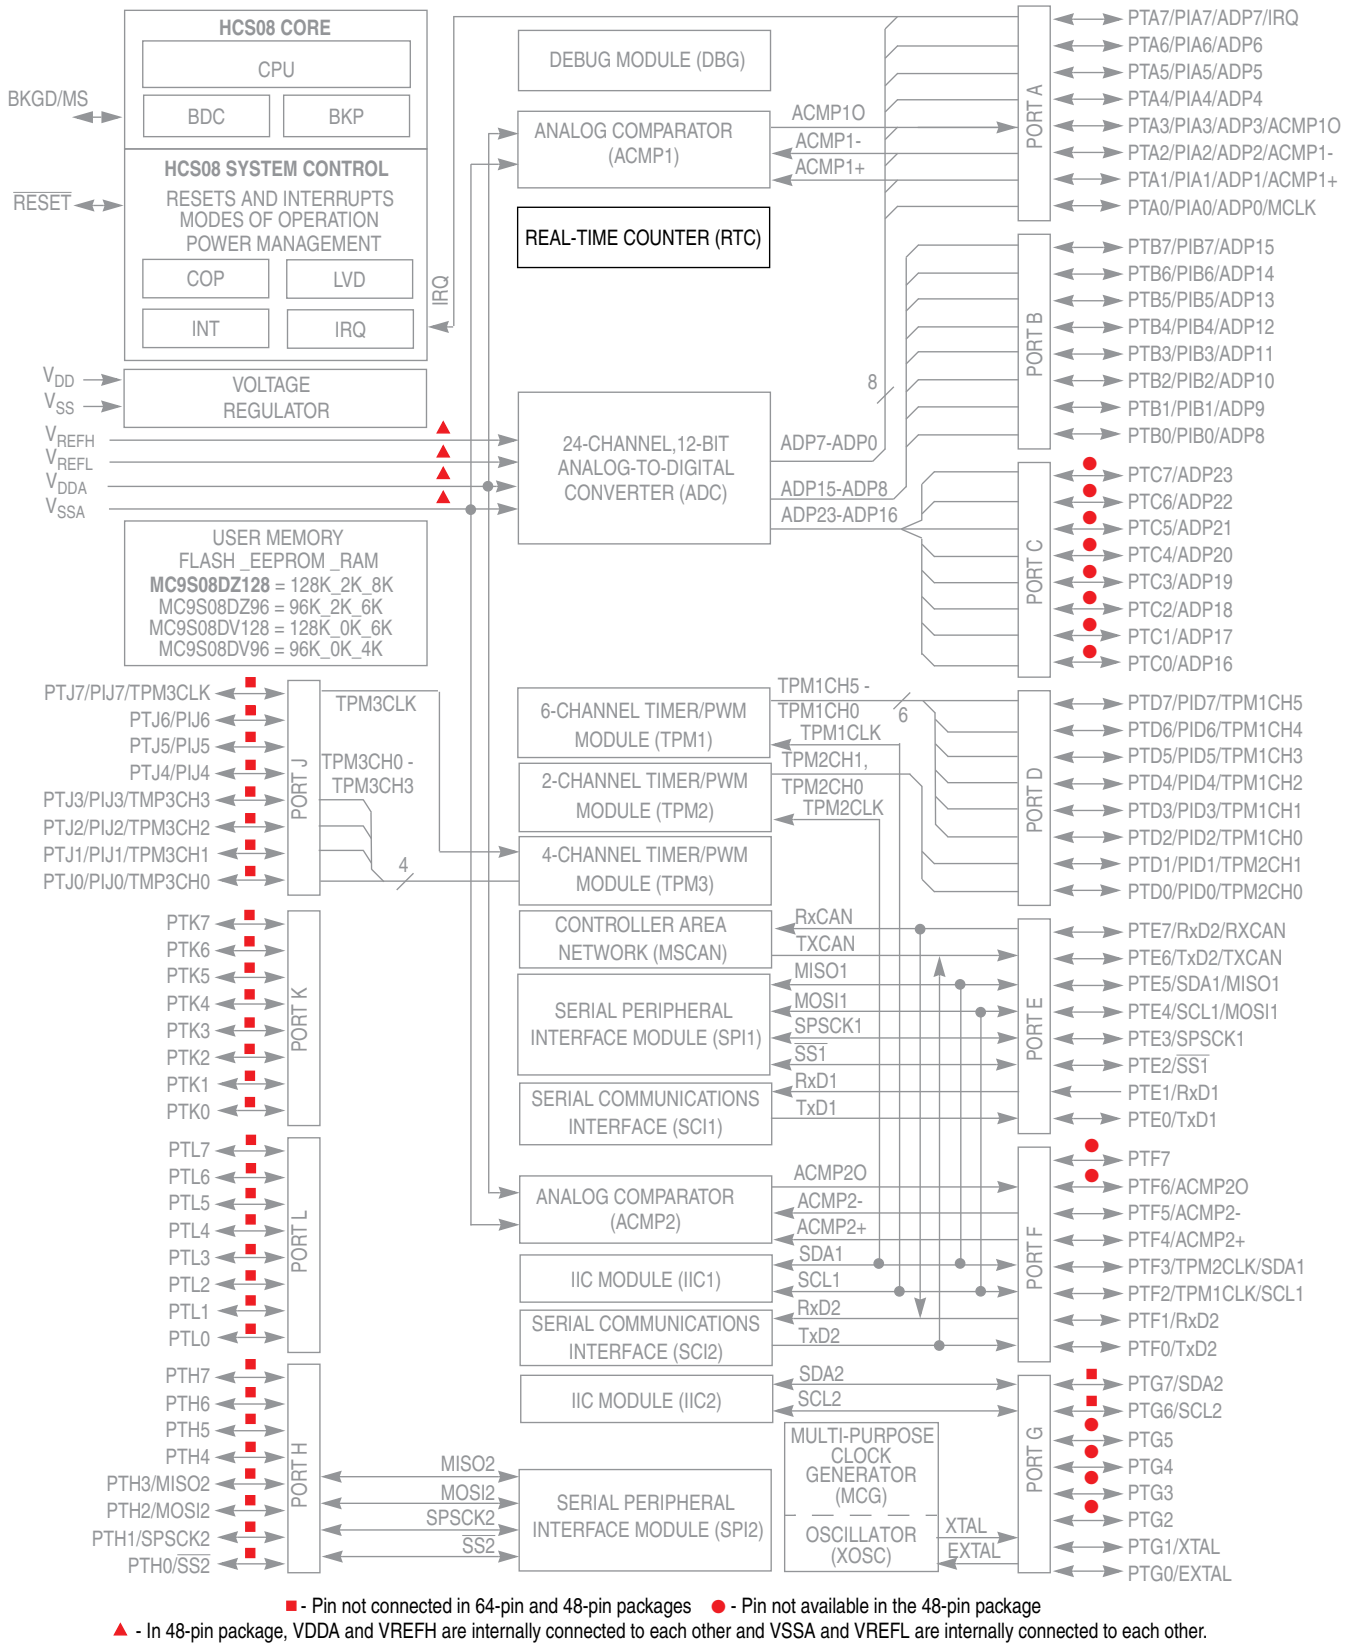 HCS08 CORE
CPU
BDC
BKP
BKGD/MS
HCS08 SYSTEM CONTROL
RESETS AND INTERRUPTS
MODES OF OPERATION
POWER MANAGEMENT
COP
LVD
INT
IRQ
RESET
IRQ
VOLTAGE
REGULATOR
VDD
VSS
VREFH
VREFL
VDDA
VSSA
USER MEMORY
FLASH _EEPROM _RAM
MC9S08DZ128 = 128K_2K_8K
MC9S08DZ96 = 96K_2K_6K
MC9S08DV128 = 128K_0K_6K
MC9S08DV96 = 96K_0K_4K
DEBUG MODULE (DBG)
ANALOG COMPARATOR
(ACMP1)
ACMP1O
ACMP1-
ACMP1+
REAL-TIME COUNTER (RTC)
24-CHANNEL,12-BIT
ANALOG-TO-DIGITAL
CONVERTER (ADC)
8
ADP7-ADP0
ADP15-ADP8
ADP23-ADP16
PORT A
PTA7/PIA7/ADP7/IRQ
PTA6/PIA6/ADP6
PTA5/PIA5/ADP5
PTA4/PIA4/ADP4
PTA3/PIA3/ADP3/ACMP1O
PTA2/PIA2/ADP2/ACMP1-
PTA1/PIA1/ADP1/ACMP1+
PTA0/PIA0/ADP0/MCLK
PORT B
PTB7/PIB7/ADP15
PTB6/PIB6/ADP14
PTB5/PIB5/ADP13
PTB4/PIB4/ADP12
PTB3/PIB3/ADP11
PTB2/PIB2/ADP10
PTB1/PIB1/ADP9
PTB0/PIB0/ADP8
PORT C
PTC7/ADP23
PTC6/ADP22
PTC5/ADP21
PTC4/ADP20
PTC3/ADP19
PTC2/ADP18
PTC1/ADP17
PTC0/ADP16
PTJ7/PIJ7/TPM3CLK
PTJ6/PIJ6
PTJ5/PIJ5
PTJ4/PIJ4
PTJ3/PIJ3/TMP3CH3
PTJ2/PIJ2/TPM3CH2
PTJ1/PIJ1/TPM3CH1
PTJ0/PIJ0/TMP3CH0
PORT J
TPM3CLK
TPM3CH0 -
TPM3CH3
4
6-CHANNEL TIMER/PWM
MODULE (TPM1)
2-CHANNEL TIMER/PWM
MODULE (TPM2)
4-CHANNEL TIMER/PWM
MODULE (TPM3)
TPM1CH5 -
TPM1CH0
6
TPM1CLK
TPM2CH1,
TPM2CH0
TPM2CLK
PORT D
PTD7/PID7/TPM1CH5
PTD6/PID6/TPM1CH4
PTD5/PID5/TPM1CH3
PTD4/PID4/TPM1CH2
PTD3/PID3/TPM1CH1
PTD2/PID2/TPM1CH0
PTD1/PID1/TPM2CH1
PTD0/PID0/TPM2CH0
PTK7
PTK6
PTK5
PTK4
PTK3
PTK2
PTK1
PTK0
PORT K
CONTROLLER AREA
NETWORK (MSCAN)
RxCAN
TXCAN
SERIAL PERIPHERAL
INTERFACE MODULE (SPI1)
MISO1
MOSI1
SPSCK1
SS1
SERIAL COMMUNICATIONS
INTERFACE (SCI1)
RxD1
TxD1
PORT E
PTE7/RxD2/RXCAN
PTE6/TxD2/TXCAN
PTE5/SDA1/MISO1
PTE4/SCL1/MOSI1
PTE3/SPSCK1
PTE2/SS1
PTE1/RxD1
PTE0/TxD1
PTL7
PTL6
PTL5
PTL4
PTL3
PTL2
PTL1
PTL0
PORT L
ANALOG COMPARATOR
(ACMP2)
ACMP2O
ACMP2-
ACMP2+
IIC MODULE (IIC1)
SDA1
SCL1
SERIAL COMMUNICATIONS
INTERFACE (SCI2)
RxD2
TxD2
PORT F
PTF7
PTF6/ACMP2O
PTF5/ACMP2-
PTF4/ACMP2+
PTF3/TPM2CLK/SDA1
PTF2/TPM1CLK/SCL1
PTF1/RxD2
PTF0/TxD2
PTH7
PTH6
PTH5
PTH4
PTH3/MISO2
PTH2/MOSI2
PTH1/SPSCK2
PTH0/SS2
PORT H
MISO2
MOSI2
SPSCK2
SS2
IIC MODULE (IIC2)
SDA2
SCL2
SERIAL PERIPHERAL
INTERFACE MODULE (SPI2)
MULTI-PURPOSE
CLOCK
GENERATOR
(MCG)
OSCILLATOR
(XOSC)
XTAL
EXTAL
PORT G
PTG7/SDA2
PTG6/SCL2
PTG5
PTG4
PTG3
PTG2
PTG1/XTAL
PTG0/EXTAL
- Pin not connected in 64-pin and 48-pin packages
- Pin not available in the 48-pin package
- In 48-pin package, VDDA and VREFH are internally connected to each other and VSSA and VREFL are internally connected to each other.